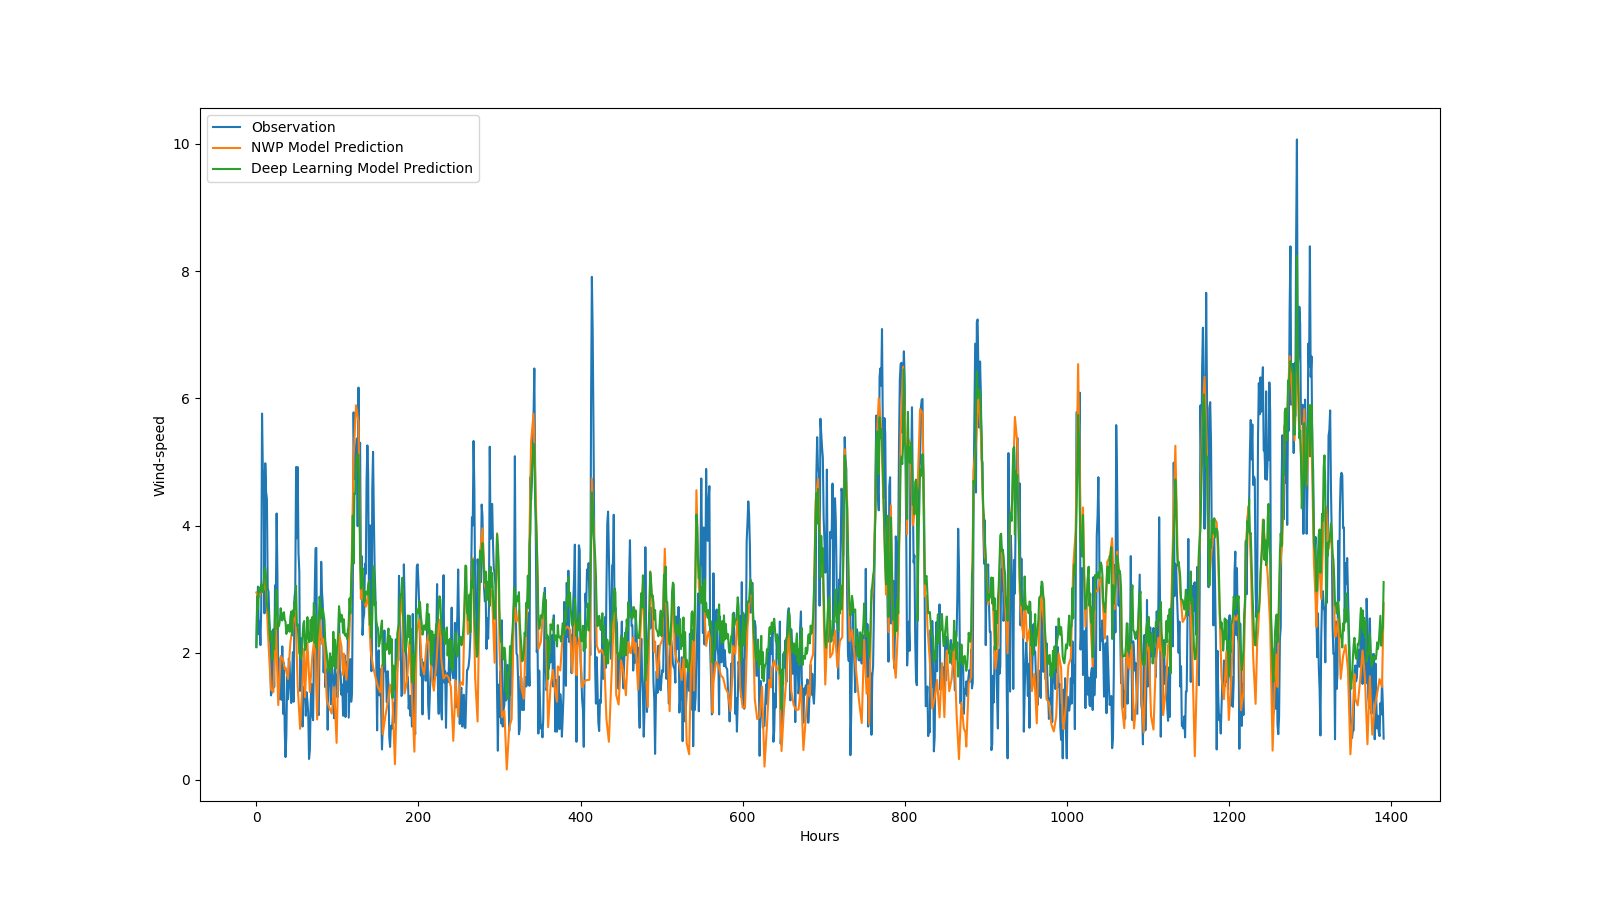 Observation
NWP Model Prediction
Deep Learning Model Prediction
10
8
6
4
2
0
Wind-speed
0 200 400 600 800 1000 1200 1400
Hours